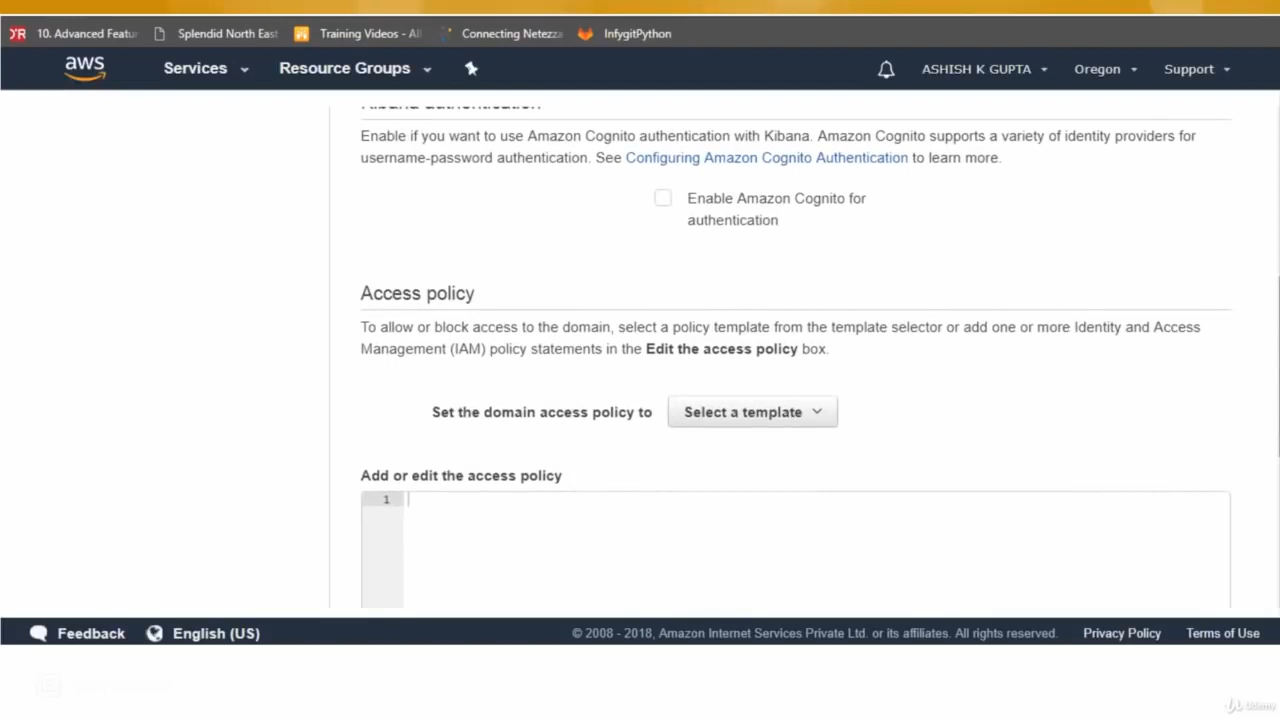 10. Advanced Featur Splendid North East Training Videos - Al Connecting Netezza InfygitPython
aws Services Resource Groups ASHISH K GUPTA Oregon Support
Kibana authentication
Enable if you want to use Amazon Cognito authentication with Kibana. Amazon Cognito supports a variety of identity providers for
username-password authentication. See Configuring Amazon Cognito Authentication to learn more.
Enable Amazon Cognito for
authentication
Access policy
To allow or block access to the domain, select a policy template from the template selector or add one or more Identity and Access
Management (IAM) policy statements in the Edit the access policy box.
Set the domain access policy to Select a template
Add or edit the access policy
1
Feedback English (US) © 2008 - 2018, Amazon Internet Services Private Ltd. or its affiliates. All rights reserved. Privacy Policy Terms of Use
Udemy